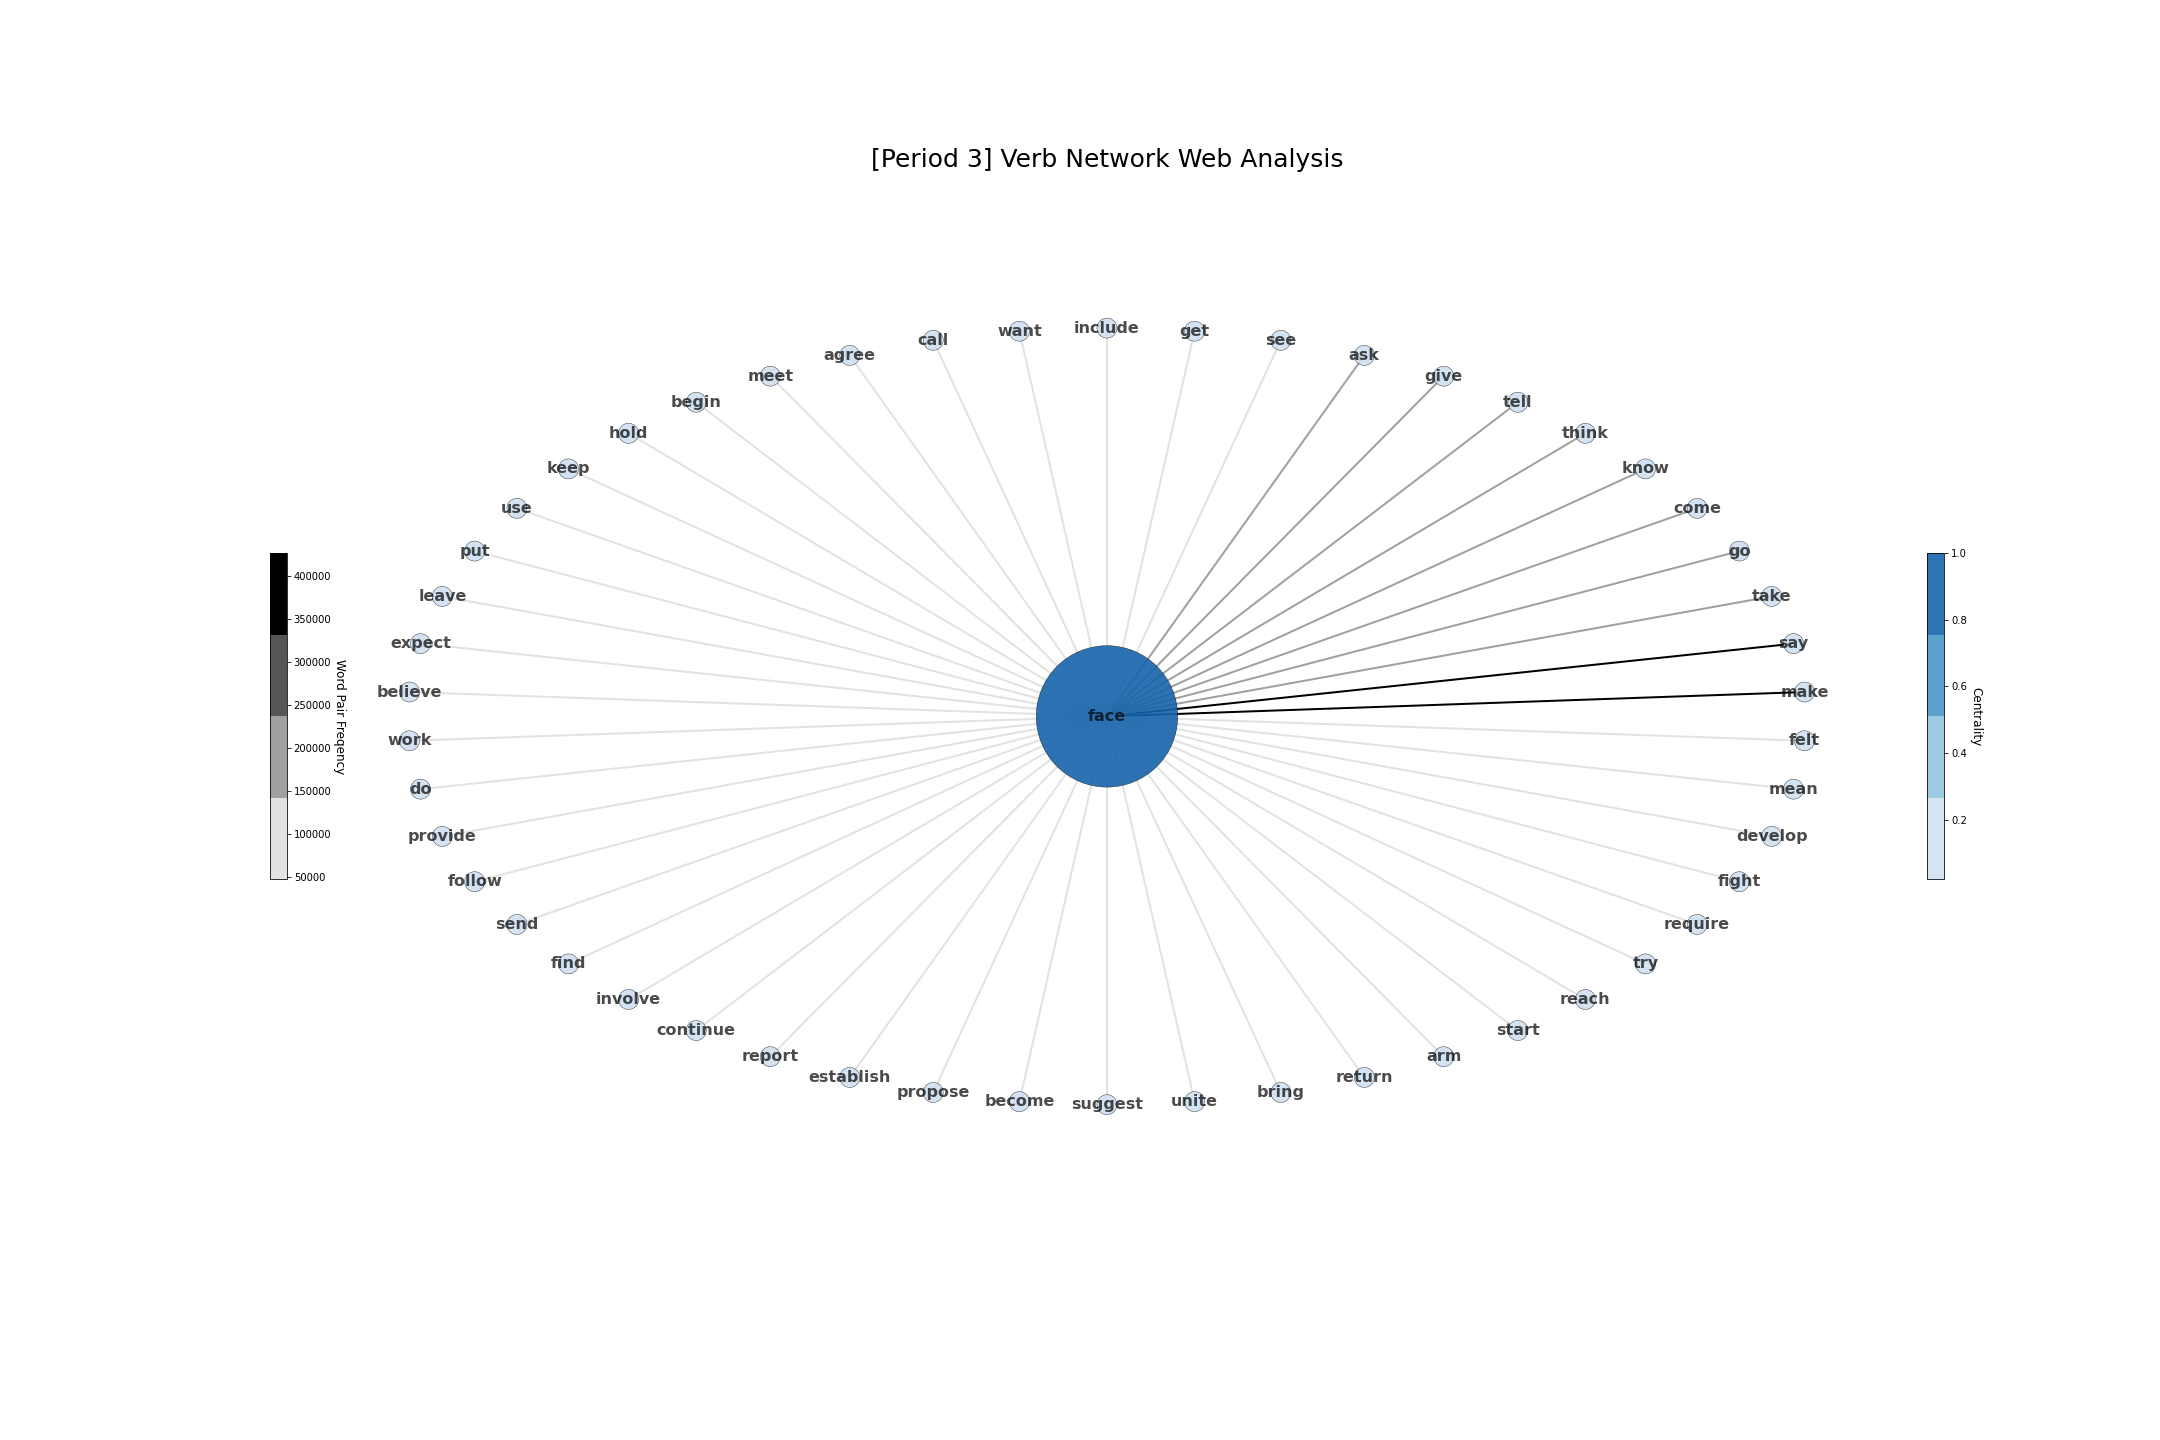 [Period 3] Verb Network Web Analysis
include
want
get
call
see
agree
ask
meet
give
begin
tell
hold
think
keep
know
use
come
put
go
leave
take
expect
say
believe
make
face
work
felt
do
mean
provide
develop
follow
fight
send
require
find
try
involve
reach
continue
start
report
arm
establish
return
propose
bring
become
unite
suggest
400000
350000
300000
250000
200000
150000
100000
50000
Word Pair Freqency
1.0
0.8
0.6
0.4
0.2
Centrality